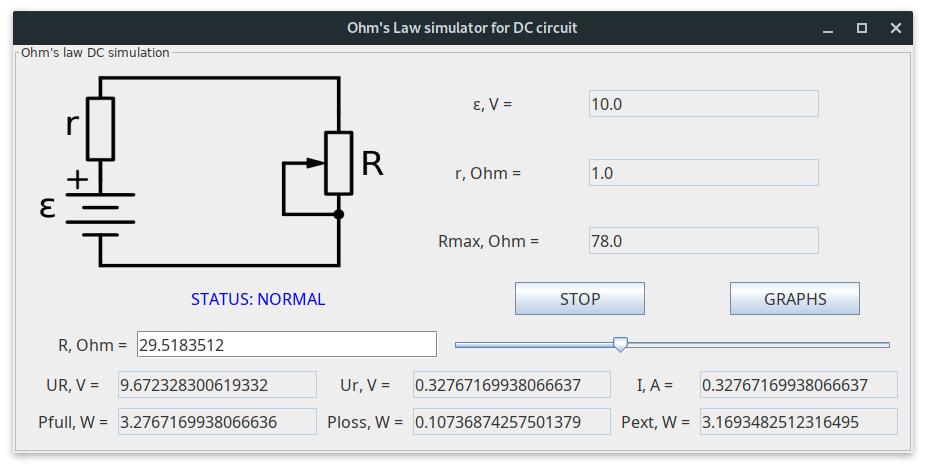 Ohm's Law simulator for DC circuit
Ohm's law DC simulation
r
+
ε
R
ε, V = 10.0
r, Ohm = 1.0
Rmax, Ohm = 78.0
STATUS: NORMAL
STOP
GRAPHS
R, Ohm = 29.5183512
UR, V = 9.672328300619332 Ur, V = 0.32767169938066637 I, A = 0.32767169938066637
Pfull, W = 3.2767169938066636 Ploss, W = 0.10736874257501379 Pext, W = 3.1693482512316495